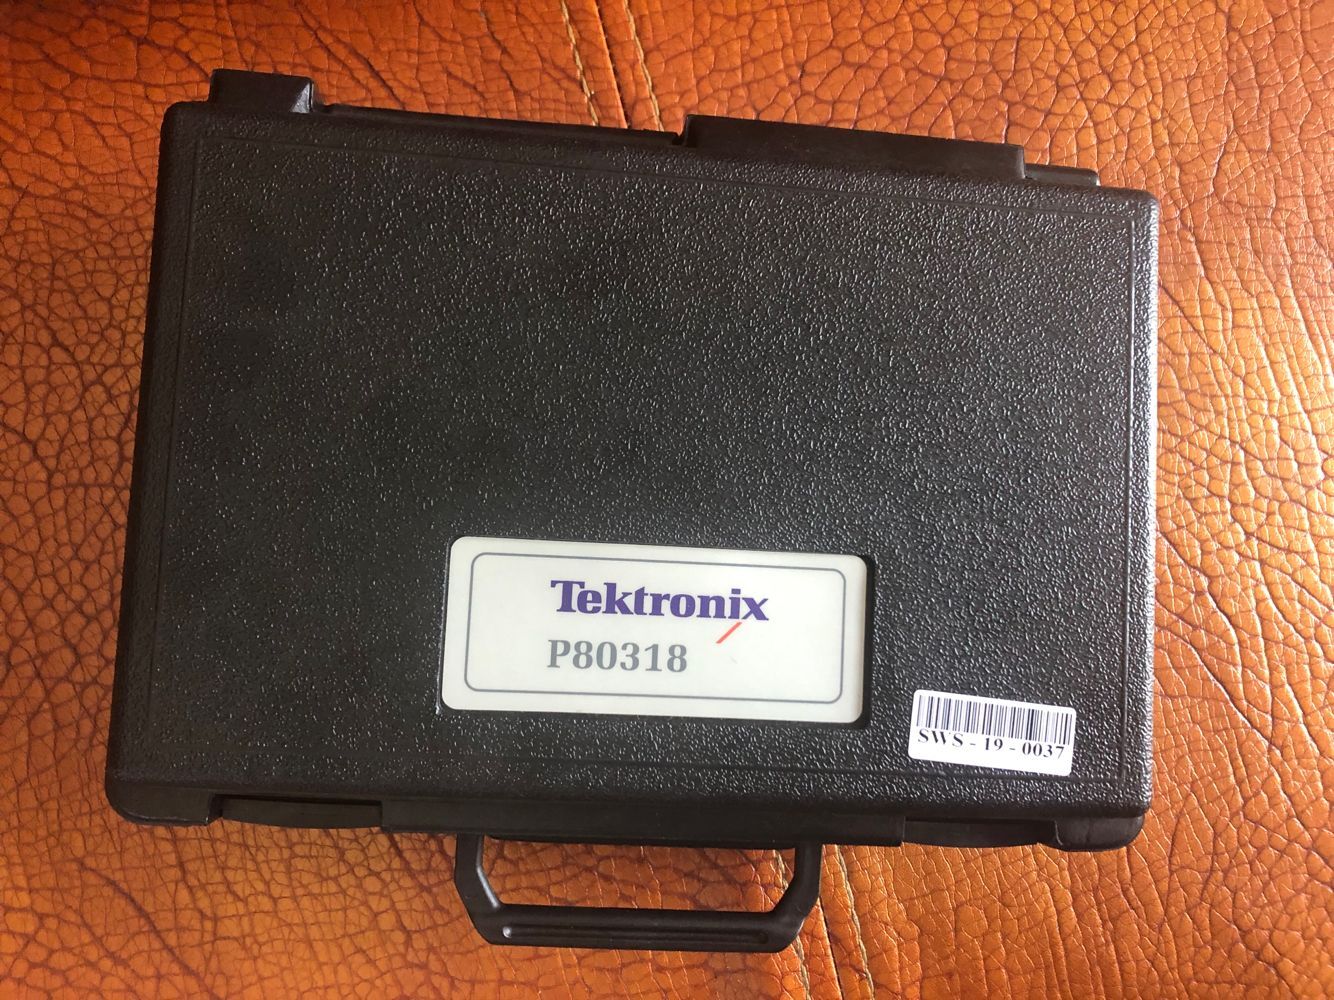 Tektronix
P80318
SWS - 19 - 0037